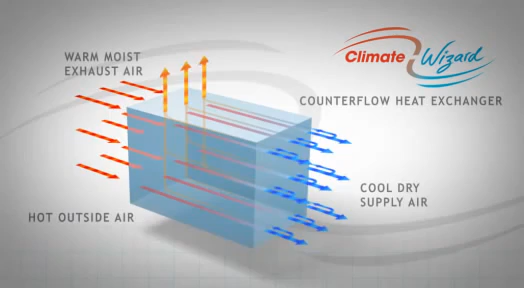 WARM MOIST
EXHAUST AIR
Climate Wizard
COUNTERFLOW HEAT EXCHANGER
COOL DRY
SUPPLY AIR
HOT OUTSIDE AIR